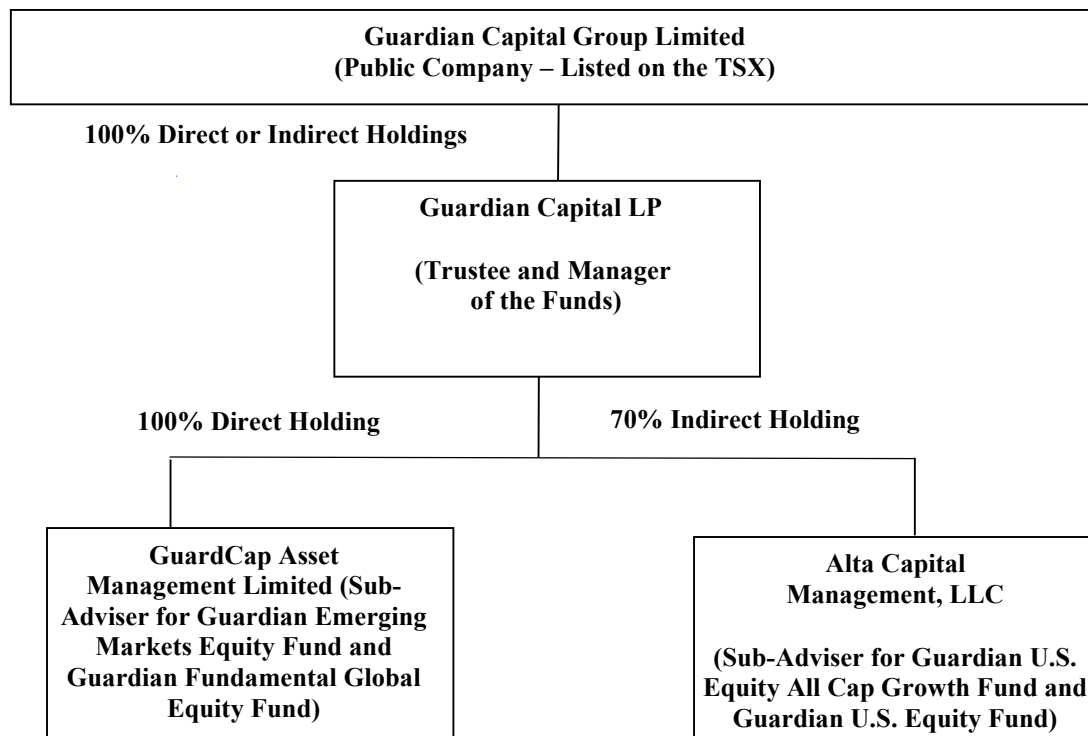 Guardian Capital Group Limited
(Public Company – Listed on the TSX)
100% Direct or Indirect Holdings
Guardian Capital LP
(Trustee and Manager
of the Funds)
100% Direct Holding
70% Indirect Holding
GuardCap Asset
Management Limited (Sub-
Adviser for Guardian Emerging
Markets Equity Fund and
Guardian Fundamental Global
Equity Fund)
Alta Capital
Management, LLC
(Sub-Adviser for Guardian U.S.
Equity All Cap Growth Fund and
Guardian U.S. Equity Fund)